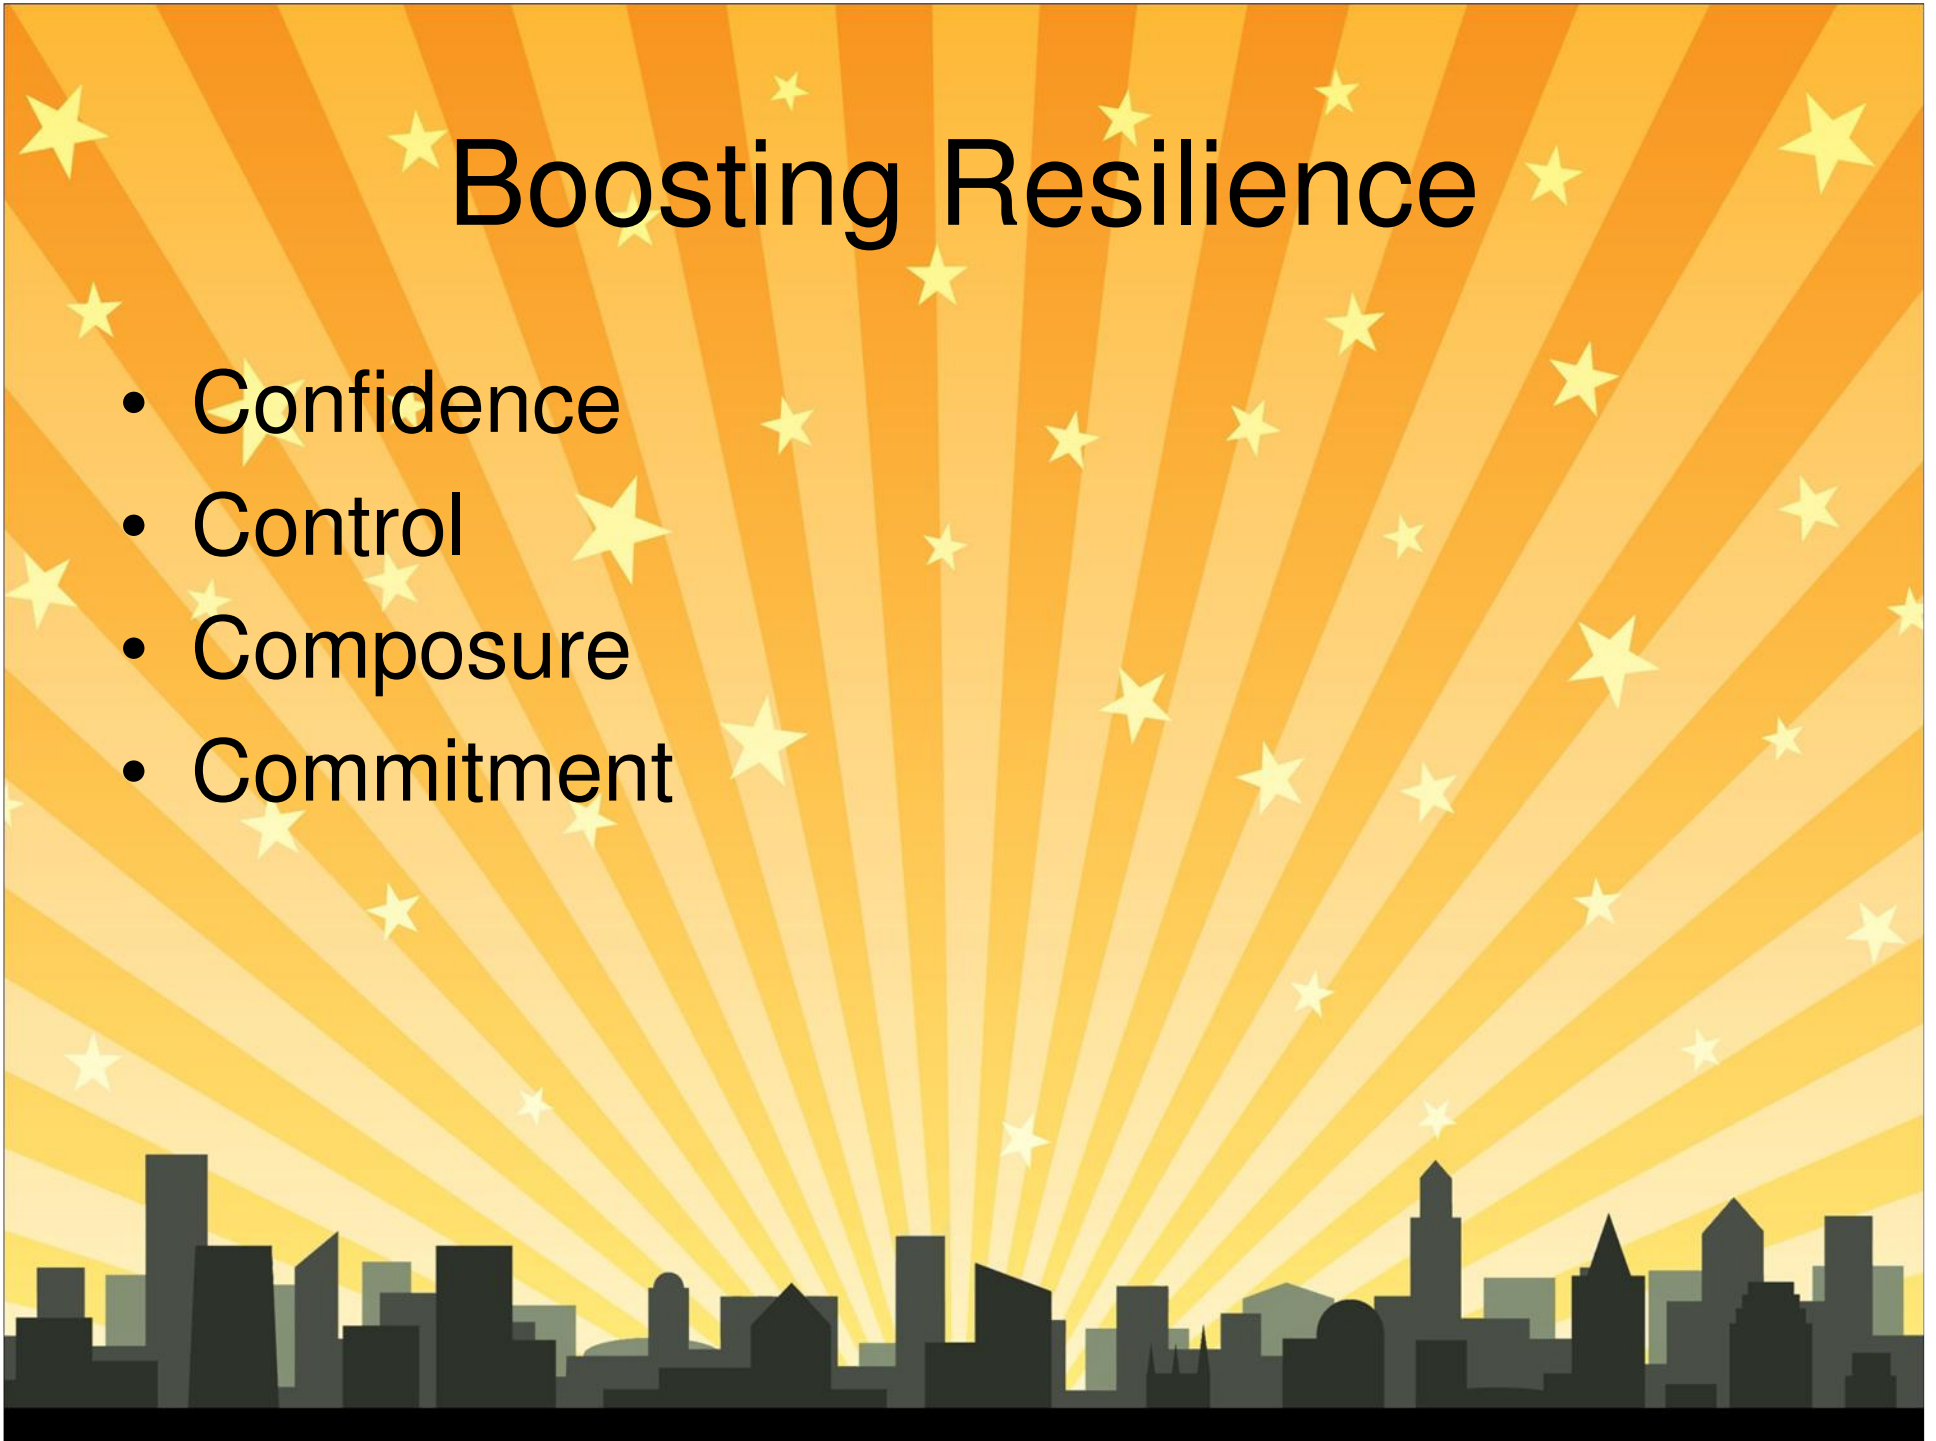 Boosting Resilience
• Confidence
• Control
• Composure
• Commitment